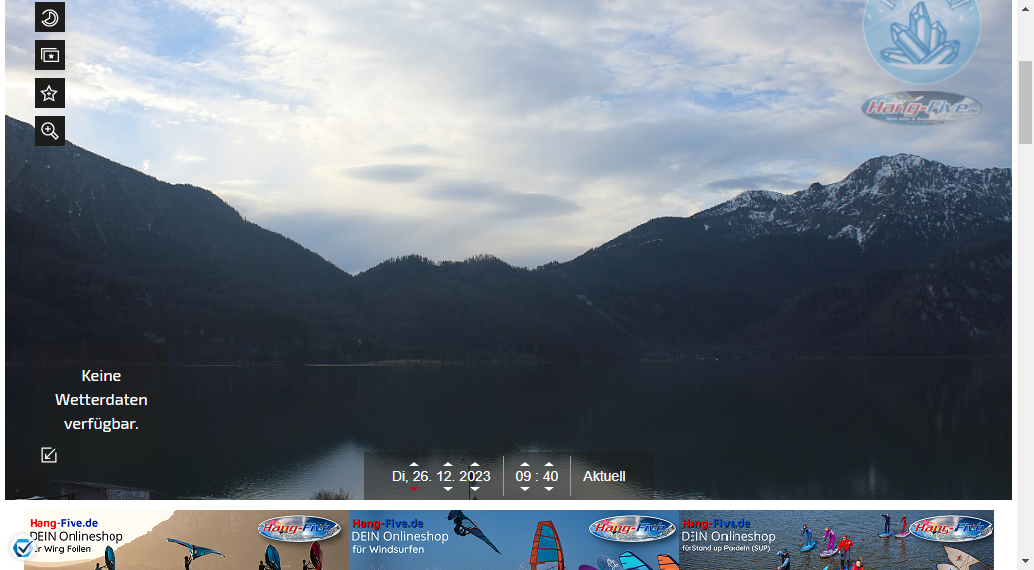 Hang-Five.de
Keine
Wetterdaten
verfügbar.
Di, 26. 12. 2023
09 : 40
Aktuell
Hang-Five.de
DEIN Onlineshop
für Wing Foilen
Hang-Five
Hang-Five.de
DEIN Onlineshop
für Windsurfen
Hang-Five
Hang-Five.de
DEIN Onlineshop
für Stand up Paddeln (SUP)
Hang-Five